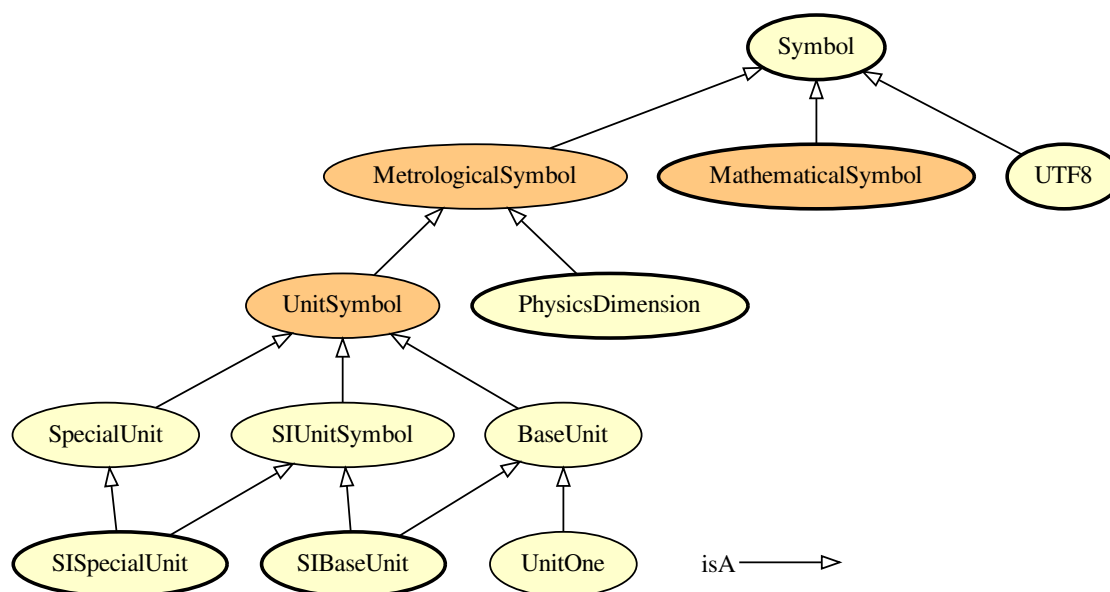 Symbol
MetrologicalSymbol
MathematicalSymbol
UTF8
UnitSymbol
PhysicsDimension
SpecialUnit
SIUnitSymbol
BaseUnit
SISpecialUnit
SIBaseUnit
UnitOne
isA